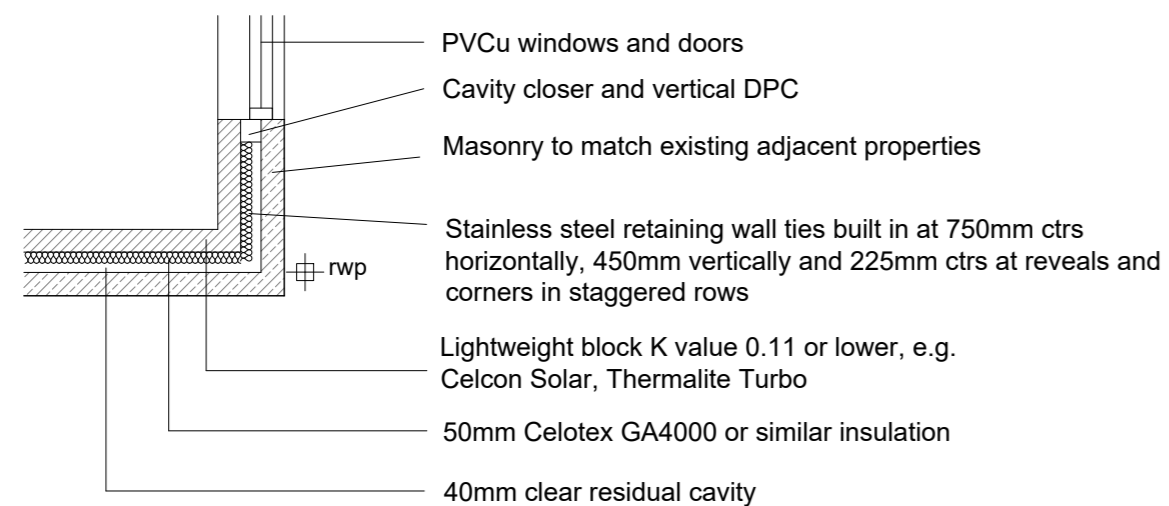 PVCu windows and doors
Cavity closer and vertical DPC
Masonry to match existing adjacent properties
Stainless steel retaining wall ties built in at 750mm ctrs
horizontally, 450mm vertically and 225mm ctrs at reveals and
corners in staggered rows
rwp
Lightweight block K value 0.11 or lower, e.g.
Celcon Solar, Thermalite Turbo
50mm Celotex GA4000 or similar insulation
40mm clear residual cavity